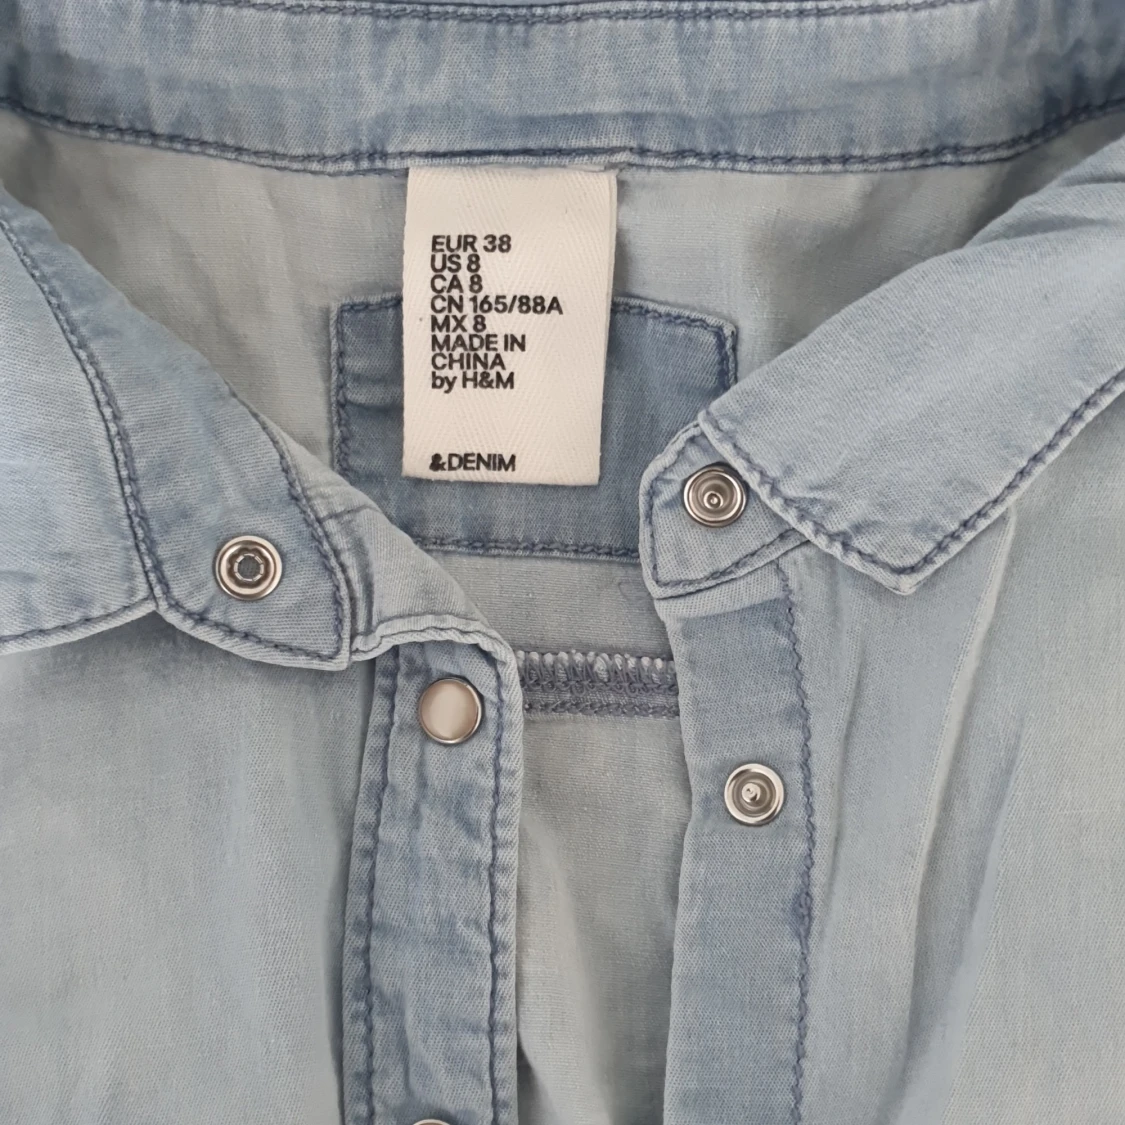 EUR 38
US 8
CA 8
CN 165/88A
MX 8
MADE IN
CHINA
by H&M
&DENIM